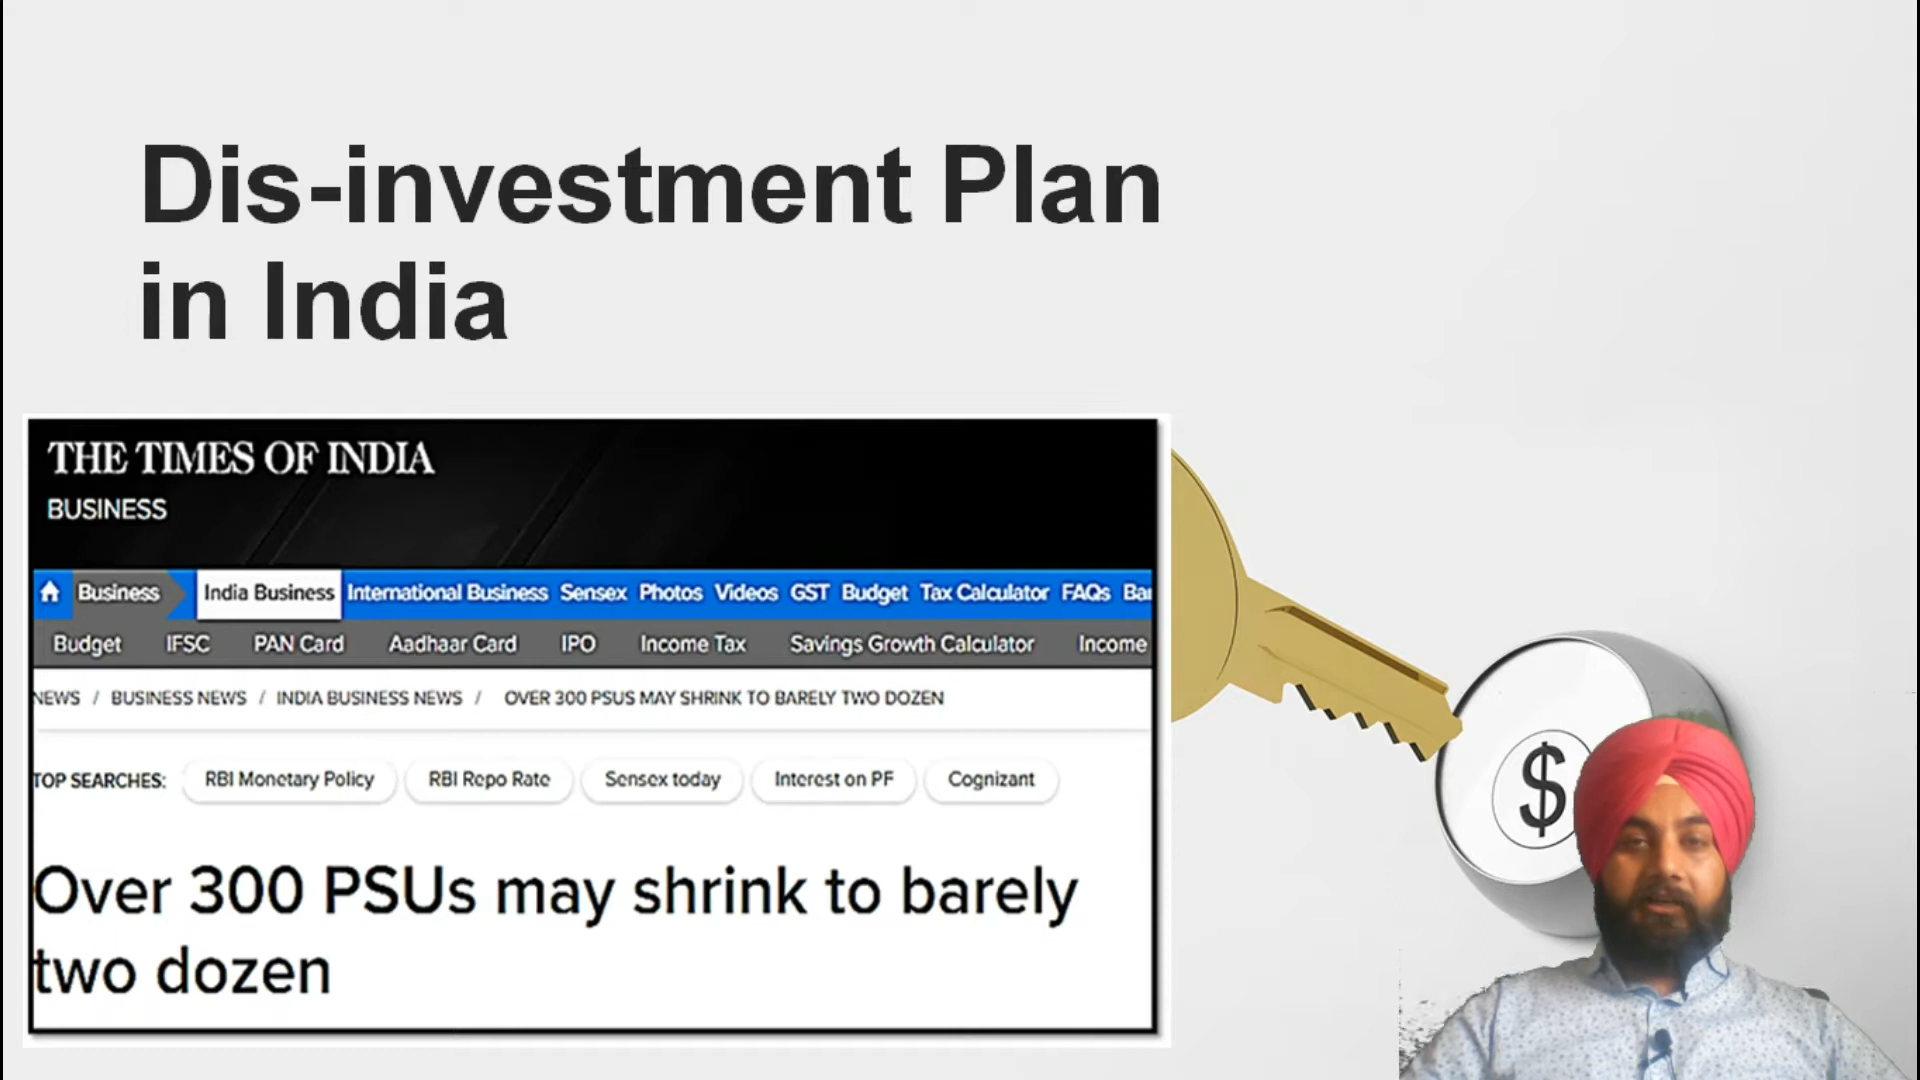 Dis-investment Plan
in India
THE TIMES OF INDIA
BUSINESS
Business India Business International Business Sensex Photos Videos GST Budget Tax Calculator FAQs
Budget IFSC PAN Card Aadhaar Card IPO Income Tax Savings Growth Calculator Income
NEWS / BUSINESS NEWS / INDIA BUSINESS NEWS / OVER 300 PSUS MAY SHRINK TO BARELY TWO DOZEN
TOP SEARCHES: RBI Monetary Policy RBI Repo Rate Sensex today Interest on PF Cognizant
Over 300 PSUs may shrink to barely
two dozen
$